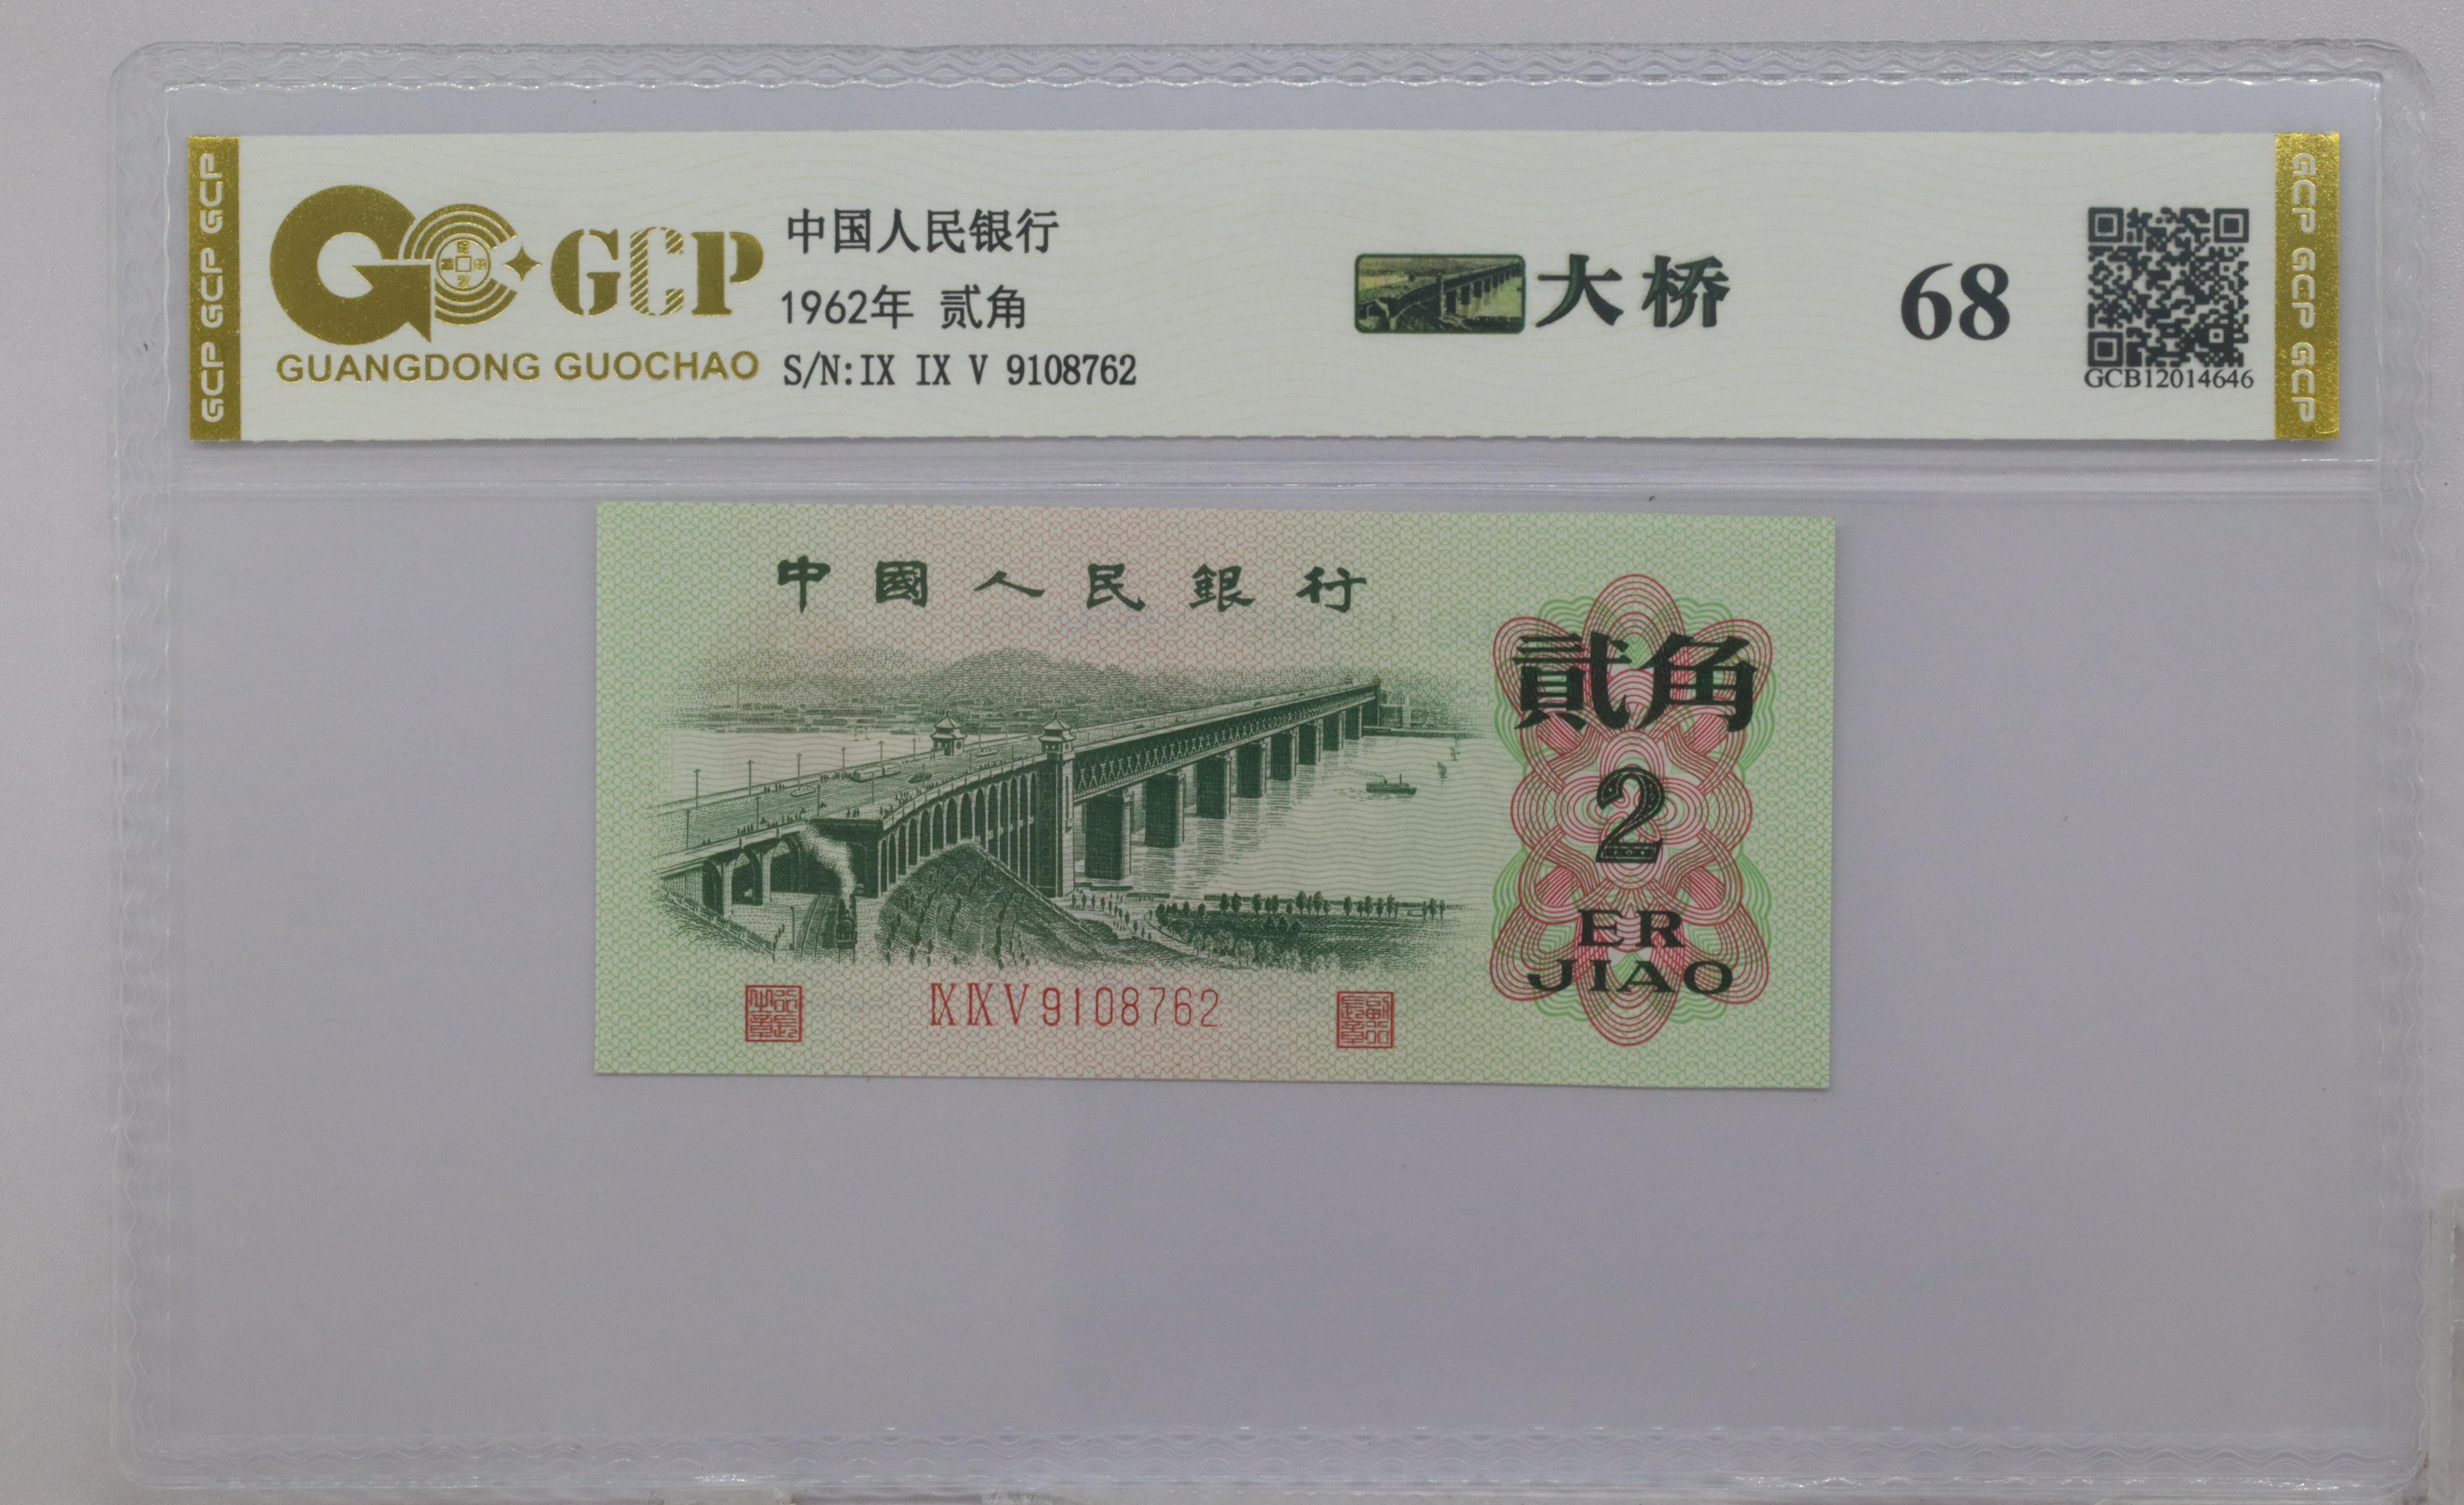 GCP GCP GCP
GCP
GUANGDONG GUOCHAO
中国人民银行
1962年 贰角
S/N:IX IX V 9108762
大桥
68
GCB12014646
GCP GCP GCP
中國人民銀行
貳角
2
ER
JIAO
IX IX V 9108762